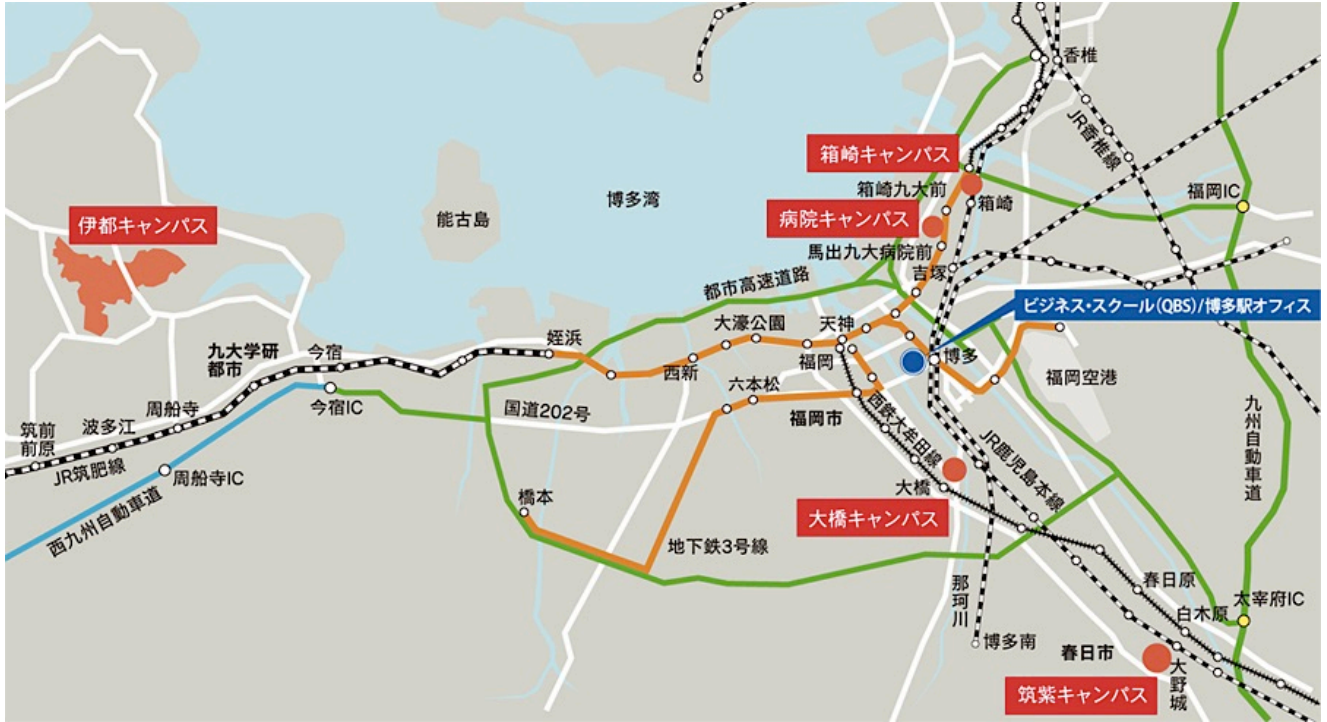 香椎
JR香椎線
箱崎キャンパス
箱崎九大前
箱崎
福岡IC
病院キャンパス
馬出九大病院前
吉塚
伊都キャンパス
能古島
博多湾
都市高速道路
ビジネス・スクール(QBS)/博多駅オフィス
大濠公園
天神
姪浜
西新
福岡
博多
福岡空港
九大学研
都市
今宿
六本松
今宿IC
国道202号
福岡市
周船寺
波多江
筑前
前原
JR筑肥線
周船寺IC
西九州自動車道
西鉄大牟田線
JR鹿児島本線
九州自動車道
大橋
大橋キャンパス
橋本
地下鉄3号線
那珂川
博多南
春日原
白木原
太宰府IC
春日市
大野城
筑紫キャンパス